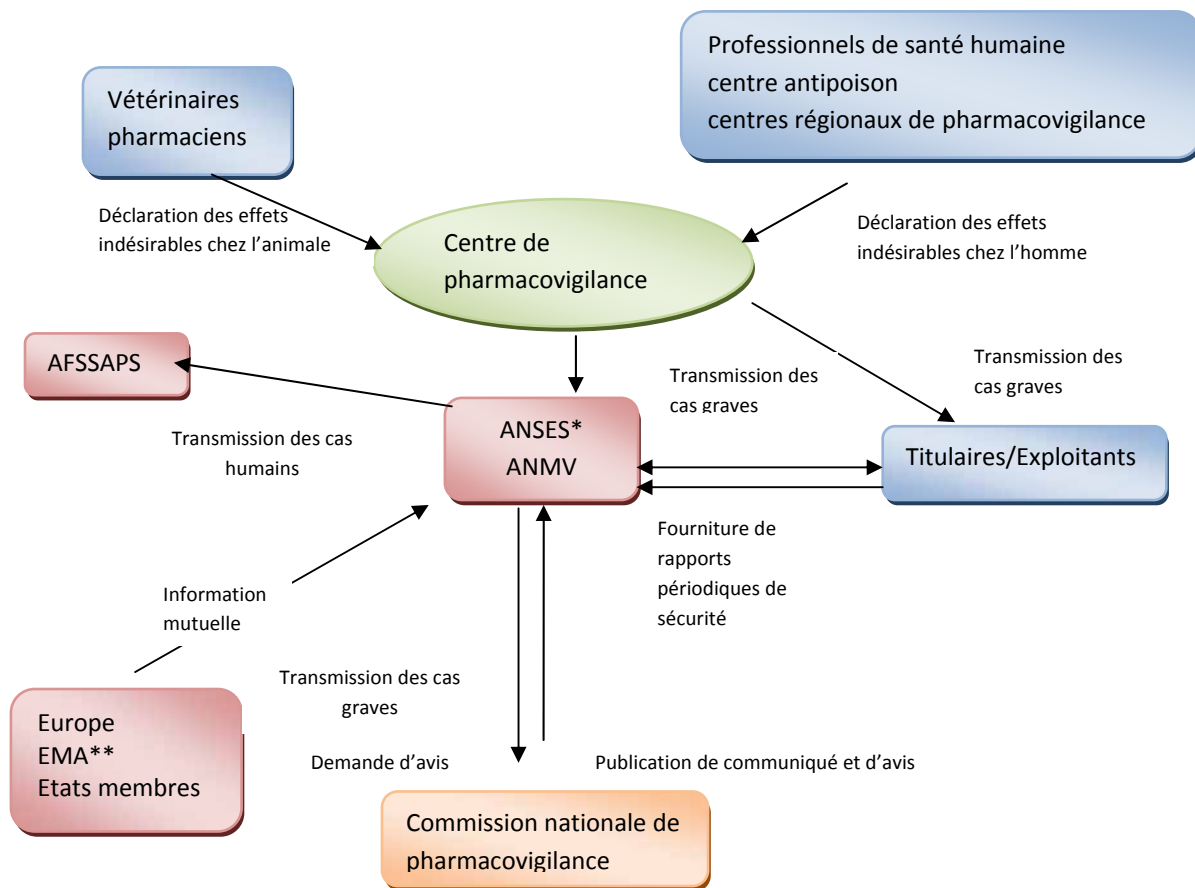 Vétérinaires
pharmaciens
Professionnels de santé humaine
centre antipoison
centres régionaux de pharmacovigilance
Déclaration des effets
indésirables chez l'animale
Déclaration des effets
indésirables chez l'homme
Centre de
pharmacovigilance
AFSSAPS
Transmission des
cas graves
Transmission des
cas graves
Transmission des cas
humains
ANSES*
ANMV
Titulaires/Exploitants
Fourniture de
rapports
périodiques de
sécurité
Information
mutuelle
Transmission des cas
graves
Europe
EMA**
Etats membres
Demande d'avis
Publication de communiqué et d'avis
Commission nationale de
pharmacovigilance